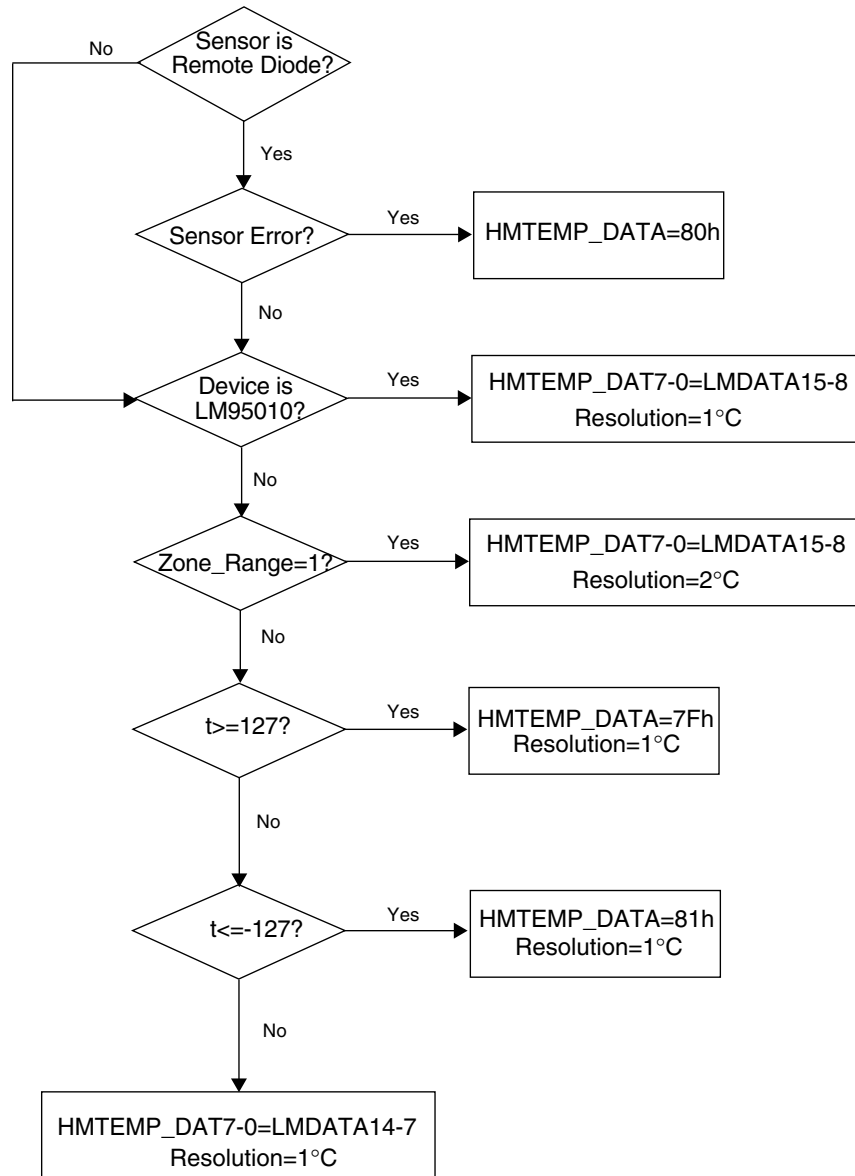 Sensor is
Remote Diode?
No
Yes
Sensor Error?
Yes
HMTEMP_DATA=80h
No
Device is
LM95010?
Yes
HMTEMP_DAT7-0=LMDATA15-8
Resolution=1°C
No
Zone_Range=1?
Yes
HMTEMP_DAT7-0=LMDATA15-8
Resolution=2°C
No
t>=127?
Yes
HMTEMP_DATA=7Fh
Resolution=1°C
No
t<=-127?
Yes
HMTEMP_DATA=81h
Resolution=1°C
No
HMTEMP_DAT7-0=LMDATA14-7
Resolution=1°C